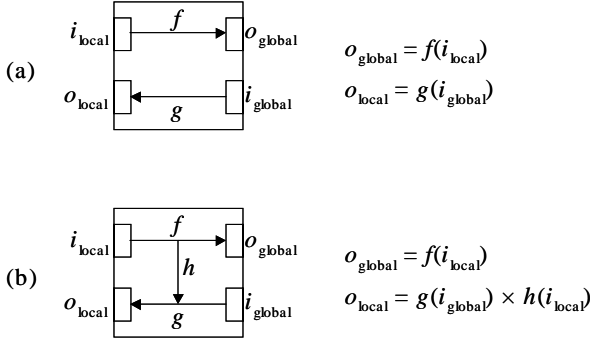 (a)
i_local f o_global
o_local g i_global
o_global = f(i_local)
o_local = g(i_global)
(b)
i_local f o_global
h
o_local g i_global
o_global = f(i_local)
o_local = g(i_global) × h(i_local)